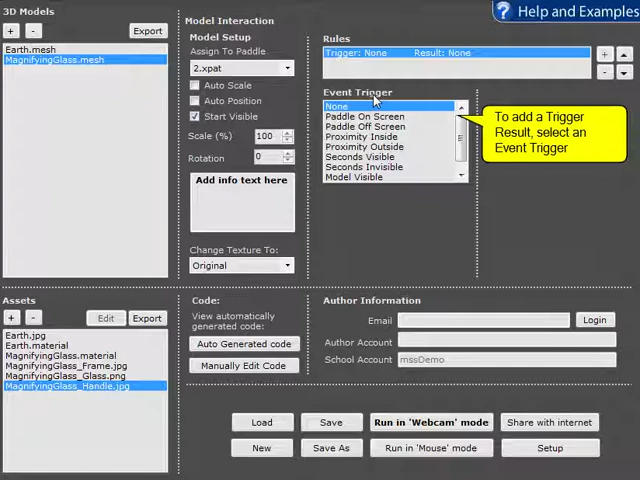 3D Models
+ - Export
Earth.mesh
MagnifyingGlass.mesh
Model Interaction
Model Setup
Assign To Paddle
2.xpat
Auto Scale
Auto Position
Start Visible
Scale (%) 100
Rotation 0
Add info text here
Change Texture To:
Original
? Help and Examples
Rules
Trigger: None Result: None
+
-
Event Trigger
None
Paddle On Screen
Paddle Off Screen
Proximity Inside
Proximity Outside
Seconds Visible
Seconds Invisible
Model Visible
To add a Trigger
Result, select an
Event Trigger
Assets
+ - Edit Export
Earth.jpg
Earth.material
MagnifyingGlass.material
MagnifyingGlass_Frame.jpg
MagnifyingGlass_Glass.png
MagnifyingGlass_Handle.jpg
Code:
View automatically
generated code:
Auto Generated code
Manually Edit Code
Author Information
Email Login
Author Account
School Account mssDemo
Load Save Run in 'Webcam' mode Share with internet
New Save As Run in 'Mouse' mode Setup